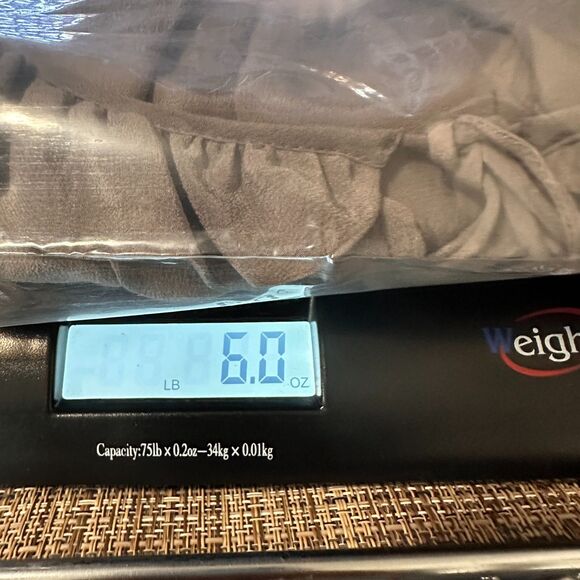 LB 6.0 OZ
Weigh
Capacity:75lb x 0.2oz—34kg x 0.01kg